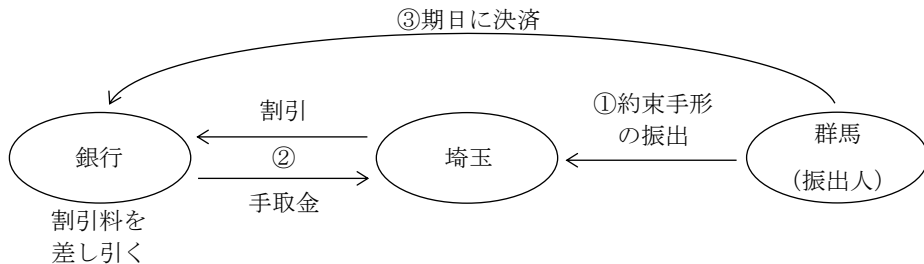 ③期日に決済
割引
①約束手形
の振出
銀行
②
埼玉
群馬
（振出人）
手取金
割引料を
差し引く